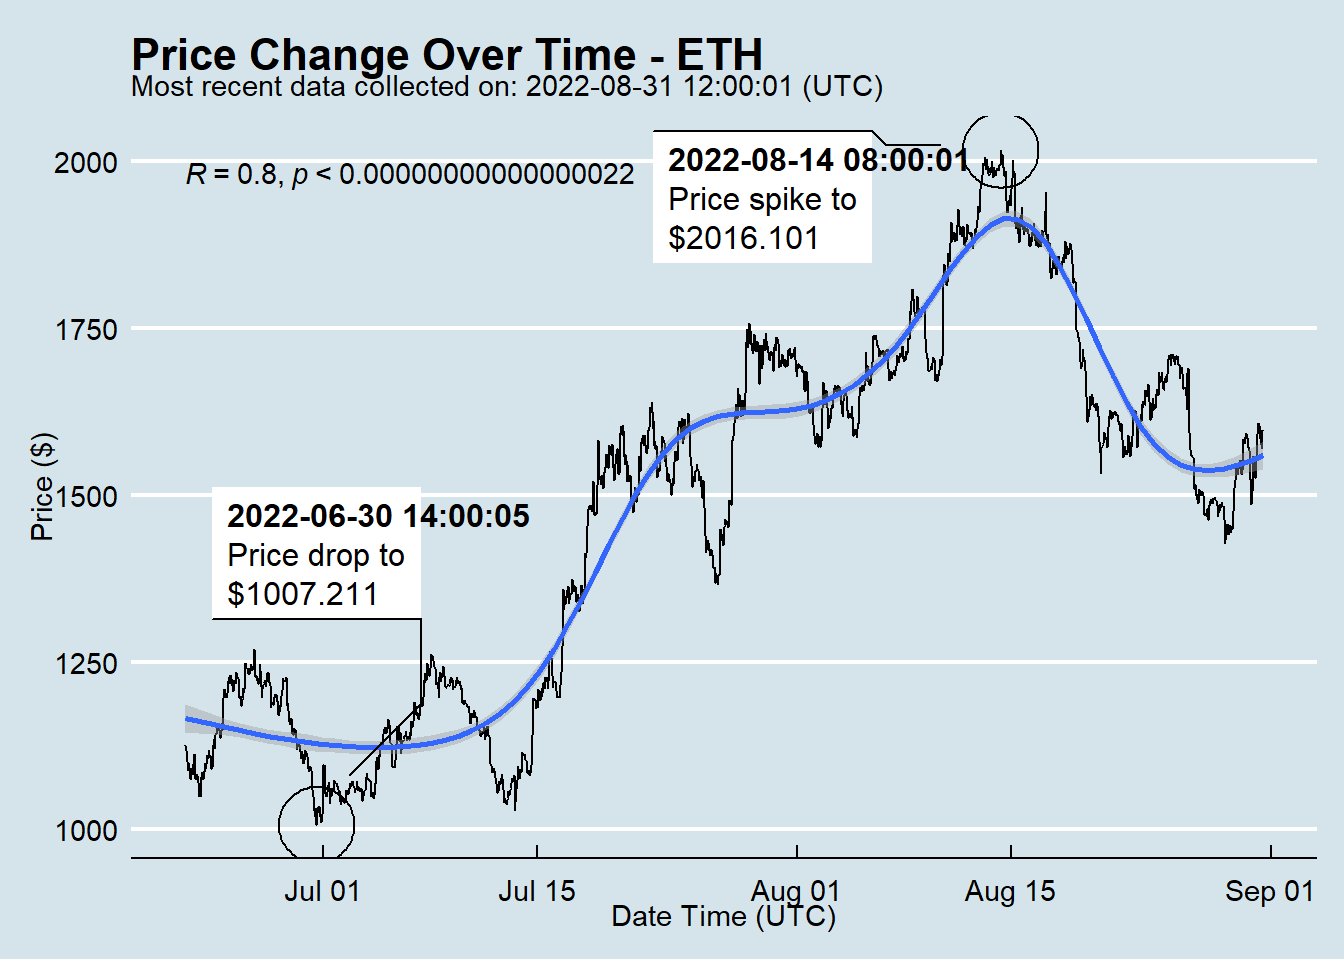 Price Change Over Time - ETH
Most recent data collected on: 2022-08-31 12:00:01 (UTC)
R = 0.8, p < 0.00000000000000022
2022-08-14 08:00:01
Price spike to
$2016.101
2022-06-30 14:00:05
Price drop to
$1007.211
Price ($)
2000
1750
1500
1250
1000
Jul 01
Jul 15
Aug 01
Aug 15
Sep 01
Date Time (UTC)